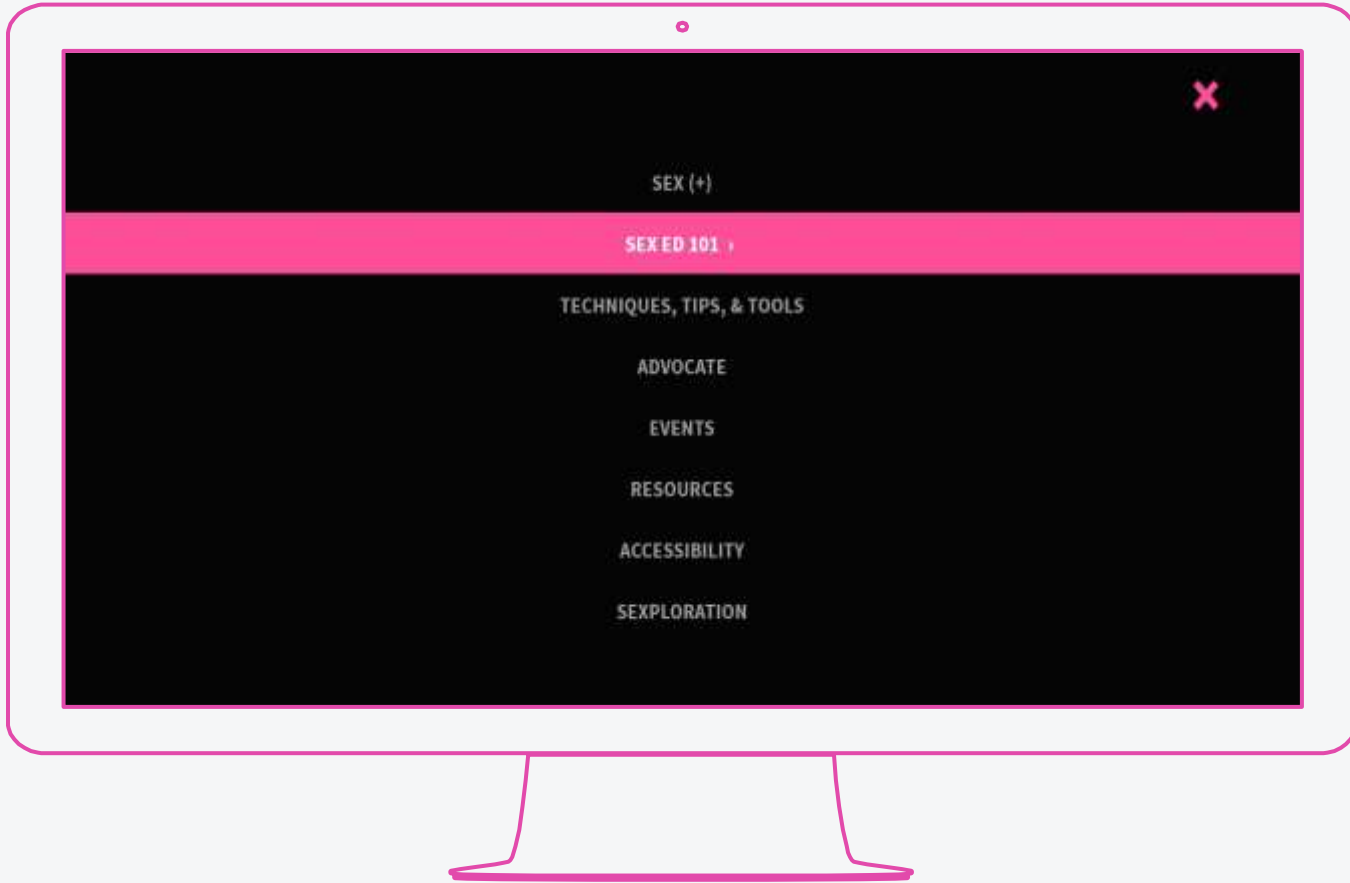 SEX (+)
SEX ED 101 ›
TECHNIQUES, TIPS, & TOOLS
ADVOCATE
EVENTS
RESOURCES
ACCESSIBILITY
SEXPLORATION